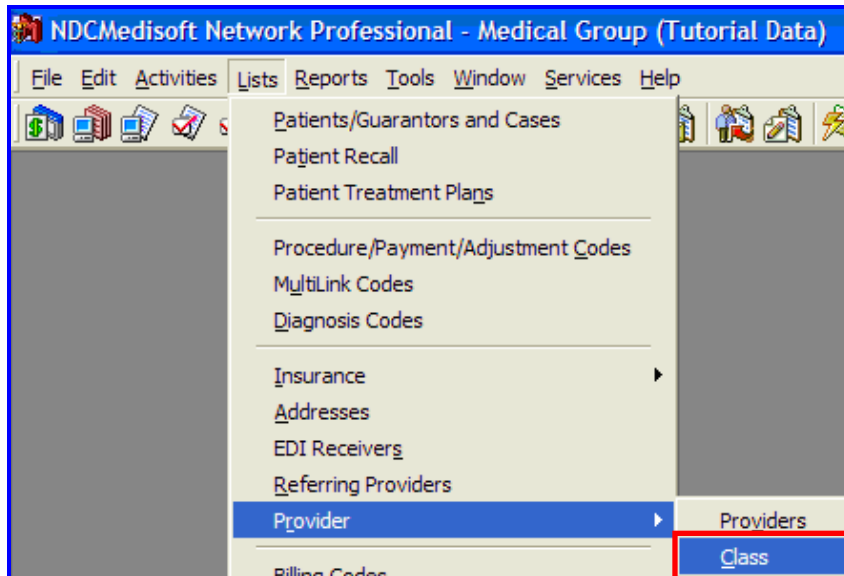 NDCMedisoft Network Professional - Medical Group (Tutorial Data)
File Edit Activities Lists Reports Tools Window Services Help
Patients/Guarantors and Cases
Patient Recall
Patient Treatment Plans
Procedure/Payment/Adjustment Codes
MultiLink Codes
Diagnosis Codes
Insurance
Addresses
EDI Receivers
Referring Providers
Provider
Providers
Class
Billing Codes